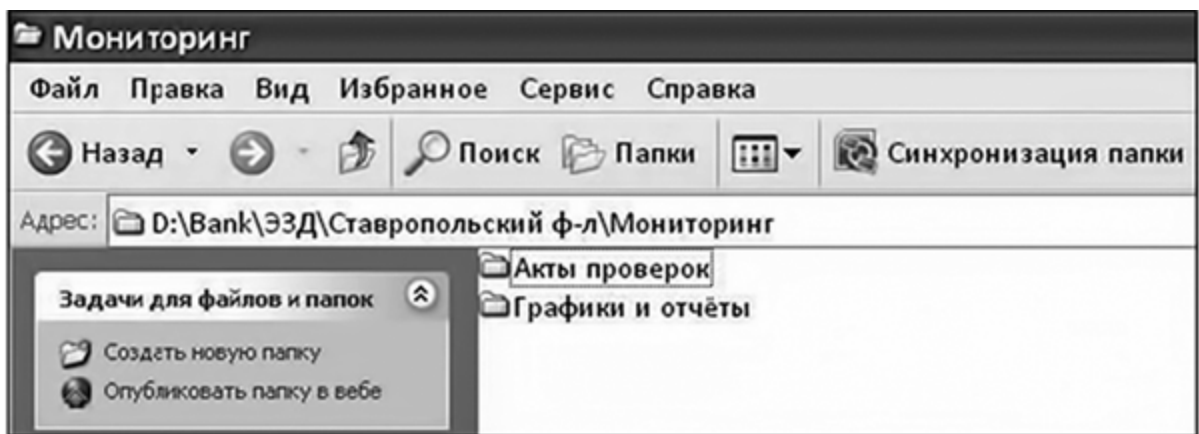 Мониторинг
Файл Правка Вид Избранное Сервис Справка
Назад Поиск Папки Синхронизация папки
Адрес: D:\Bank\ЭЗД\Ставропольский ф-л\Мониторинг
Акты проверок
Графики и отчёты
Задачи для файлов и папок
Создать новую папку
Опубликовать папку в вебе